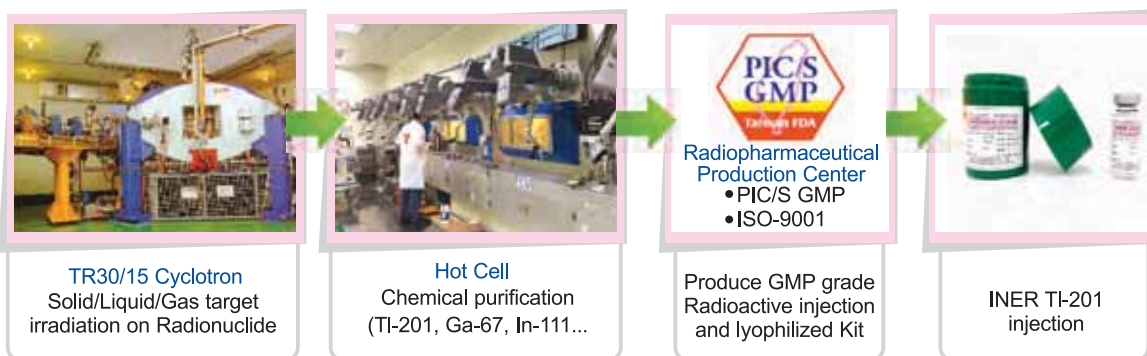 PIC/S
GMP
Taiwan FDA
Radiopharmaceutical
Production Center
•PIC/S GMP
•ISO-9001
TR30/15 Cyclotron
Solid/Liquid/Gas target
irradiation on Radionuclide
Hot Cell
Chemical purification
(Tl-201, Ga-67, In-111...
Produce GMP grade
Radioactive injection
and lyophilized Kit
INER Tl-201
injection